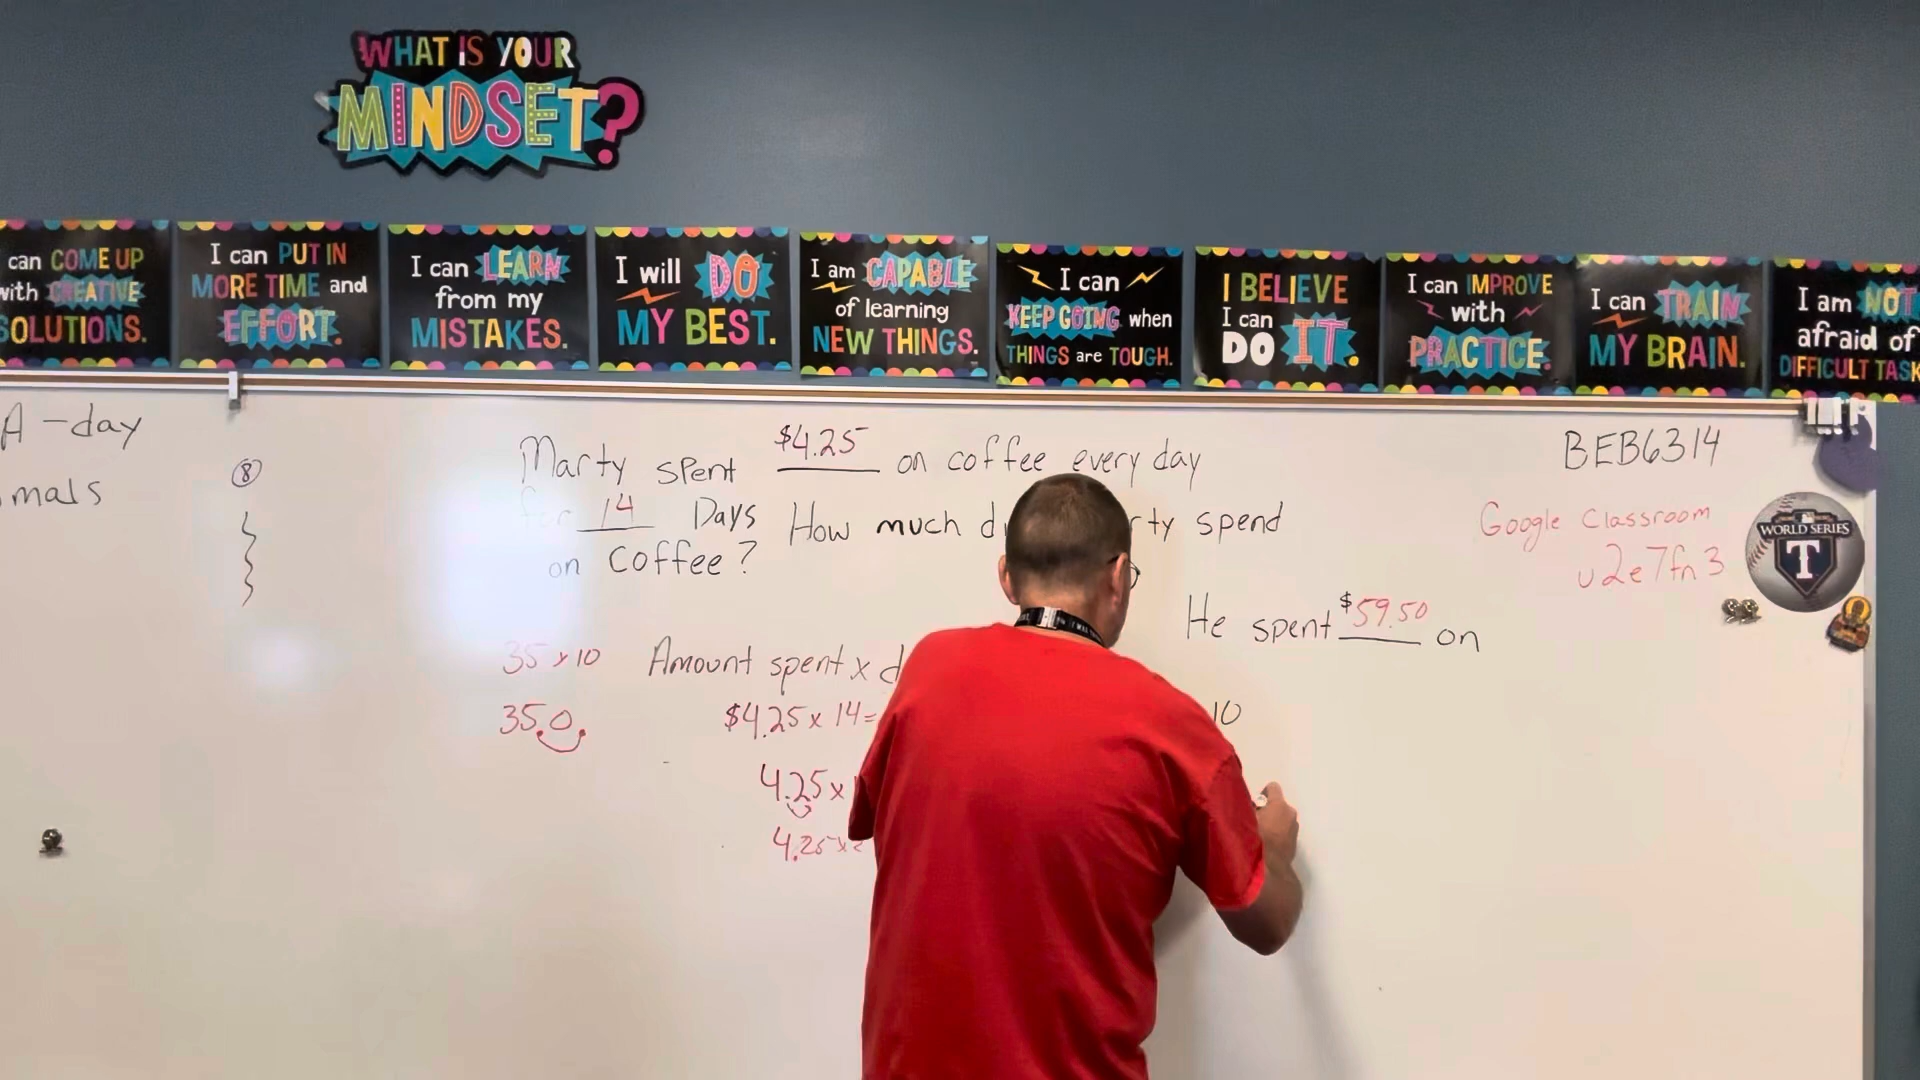 WHAT IS YOUR
MINDSET?
can COME UP
with CREATIVE
SOLUTIONS.
I can PUT IN
MORE TIME and
EFFORT.
I can LEARN
from my
MISTAKES.
I will DO
MY BEST.
I am CAPABLE
of learning
NEW THINGS.
I can
KEEP GOING when
THINGS are TOUGH.
I BELIEVE
I can
DO IT.
I can IMPROVE
with
PRACTICE.
I can TRAIN
MY BRAIN.
I am NOT
afraid of
DIFFICULT TASK
A-day
mals
8
Marty spent $4.25 on coffee every day
for 14 Days How much d rty spend
on coffee?
35 x 10
35.0.
Amount spent x d
$4.25 x 14=
4.25 x
4.25 x 2
He spent $59.50 on
10
BEB6314
Google Classroom
u2e7fn3
WORLD SERIES
T